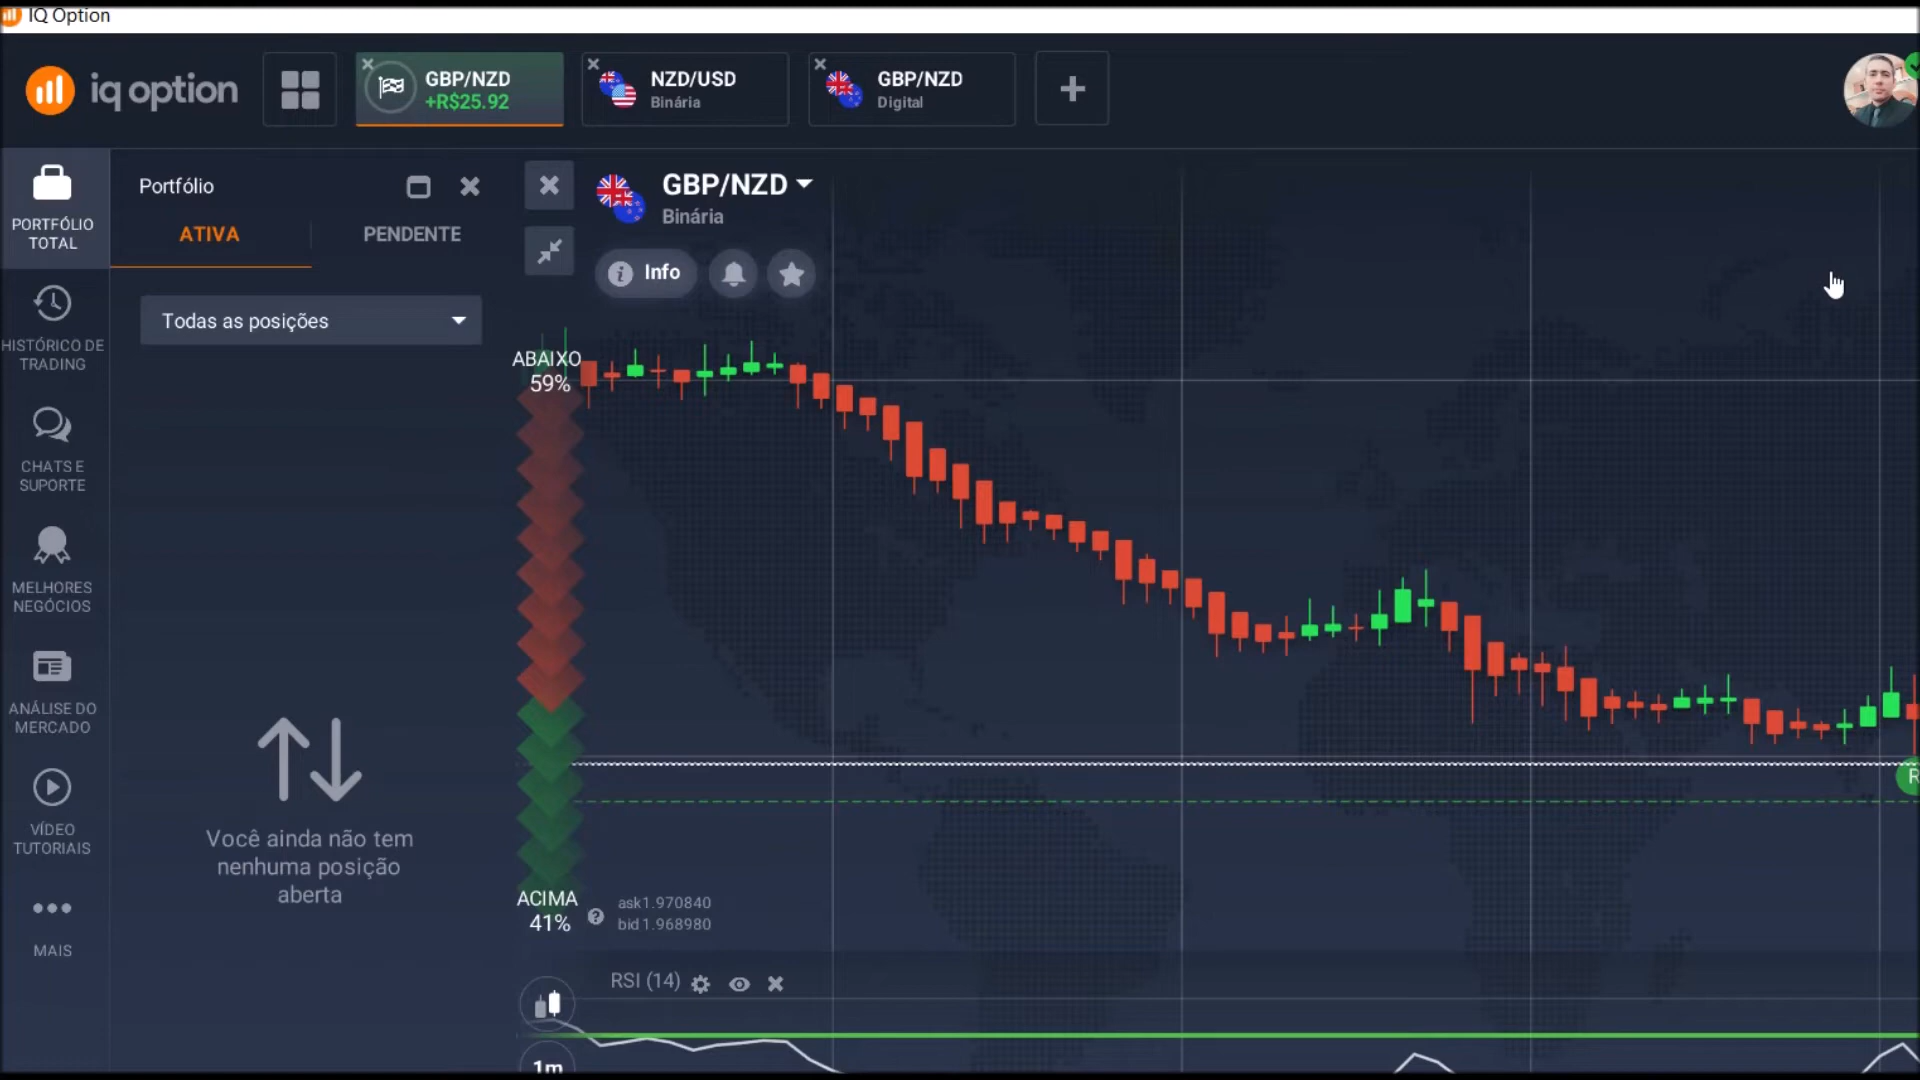 IQ Option
iq option
GBP/NZD
+R$25.92
NZD/USD
Binária
GBP/NZD
Digital
PORTFÓLIO
TOTAL
Portfólio
ATIVA
PENDENTE
Todas as posições
GBP/NZD
Binária
Info
HISTÓRICO DE
TRADING
CHATS E
SUPORTE
MELHORES
NEGÓCIOS
ANÁLISE DO
MERCADO
VÍDEO
TUTORIAIS
MAIS
Você ainda não tem
nenhuma posição
aberta
ABAIXO
59%
ACIMA
41%
ask 1.970840
bid 1.968980
RSI (14)
1m